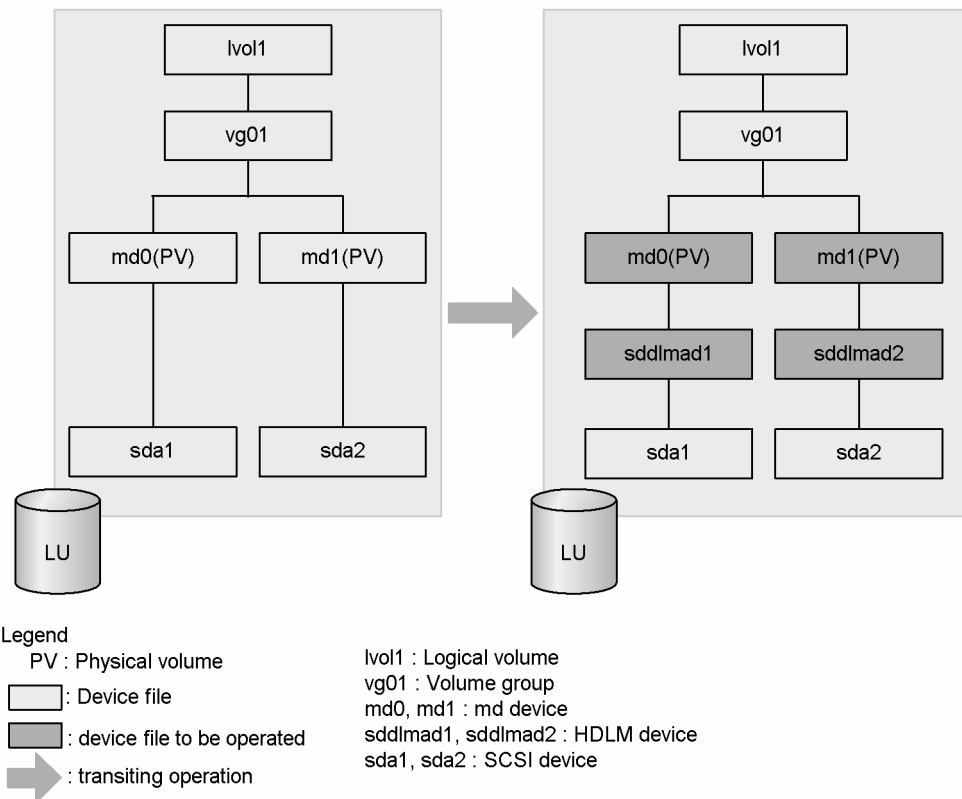 lvol1
vg01
md0(PV)
md1(PV)
sda1
sda2
LU
lvol1
vg01
md0(PV)
md1(PV)
sddlmad1
sddlmad2
sda1
sda2
LU
Legend
PV : Physical volume
: Device file
: device file to be operated
: transiting operation
lvol1 : Logical volume
vg01 : Volume group
md0, md1 : md device
sddlmad1, sddlmad2 : HDLM device
sda1, sda2 : SCSI device